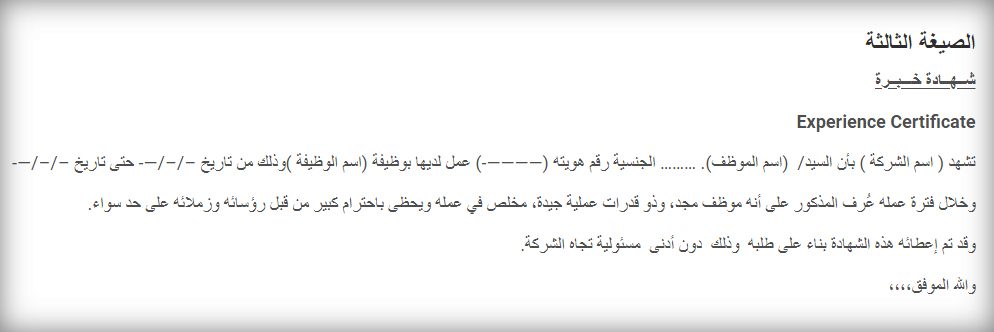 الصيغة الثالثة
شــهــادة خـــبــرة
Experience Certificate
تشهد ( اسم الشركة ) بأن السيد/ (اسم الموظف). ……… الجنسية رقم هويته (————-) عمل لديها بوظيفة (اسم الوظيفة )وذلك من تاريخ –/–/—- حتى تاريخ –/–/—-
وخلال فترة عمله عُرف المذكور على أنه موظف مجد، وذو قدرات عملية جيدة، مخلص في عمله ويحظى باحترام كبير من قبل رؤسائه وزملائه على حد سواء.
وقد تم إعطائه هذه الشهادة بناء على طلبه وذلك دون أدنى مسئولية تجاه الشركة.
والله الموفق،،،،